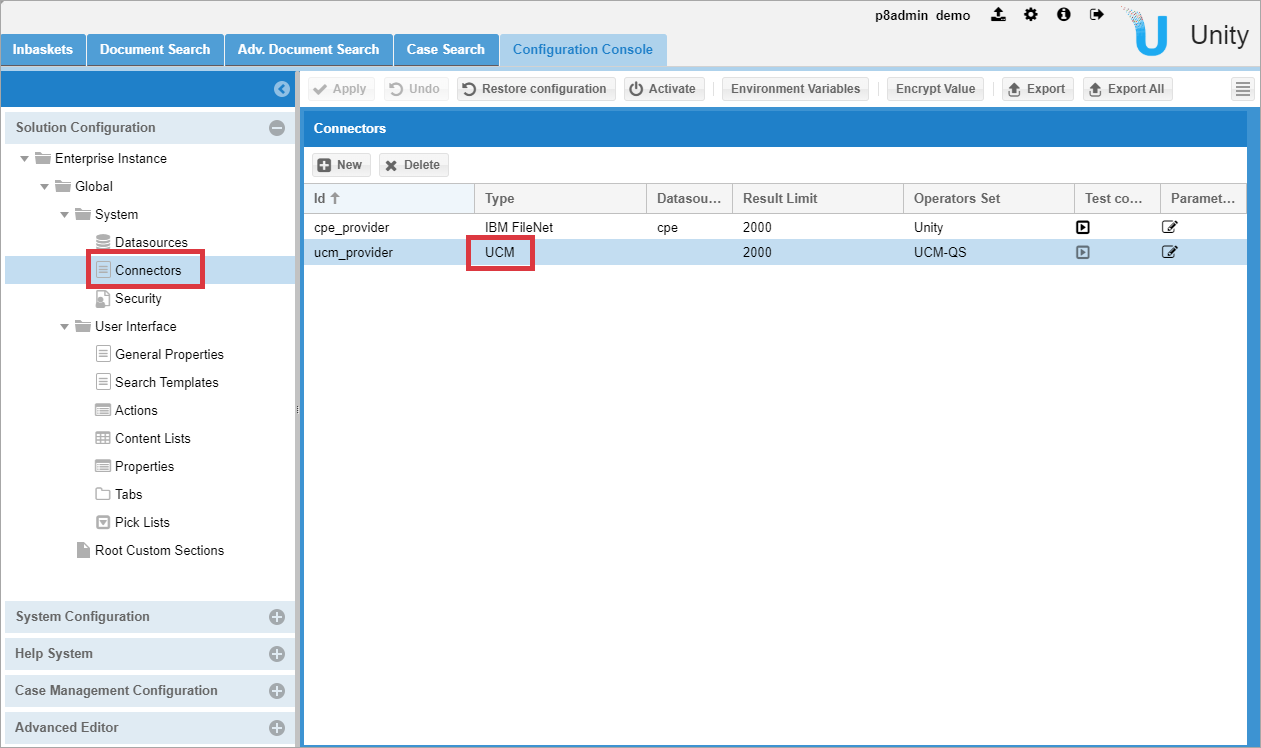 p8admin demo
Unity
Inbaskets Document Search Adv. Document Search Case Search Configuration Console
Apply Undo Restore configuration Activate Environment Variables Encrypt Value Export Export All
Solution Configuration
Enterprise Instance
Global
System
Datasources
Connectors
Security
User Interface
General Properties
Search Templates
Actions
Content Lists
Properties
Tabs
Pick Lists
Root Custom Sections
System Configuration
Help System
Case Management Configuration
Advanced Editor
Connectors
New Delete
Id Type Datasou... Result Limit Operators Set Test co... Paramet...
cpe_provider IBM FileNet cpe 2000 Unity
ucm_provider UCM 2000 UCM-QS